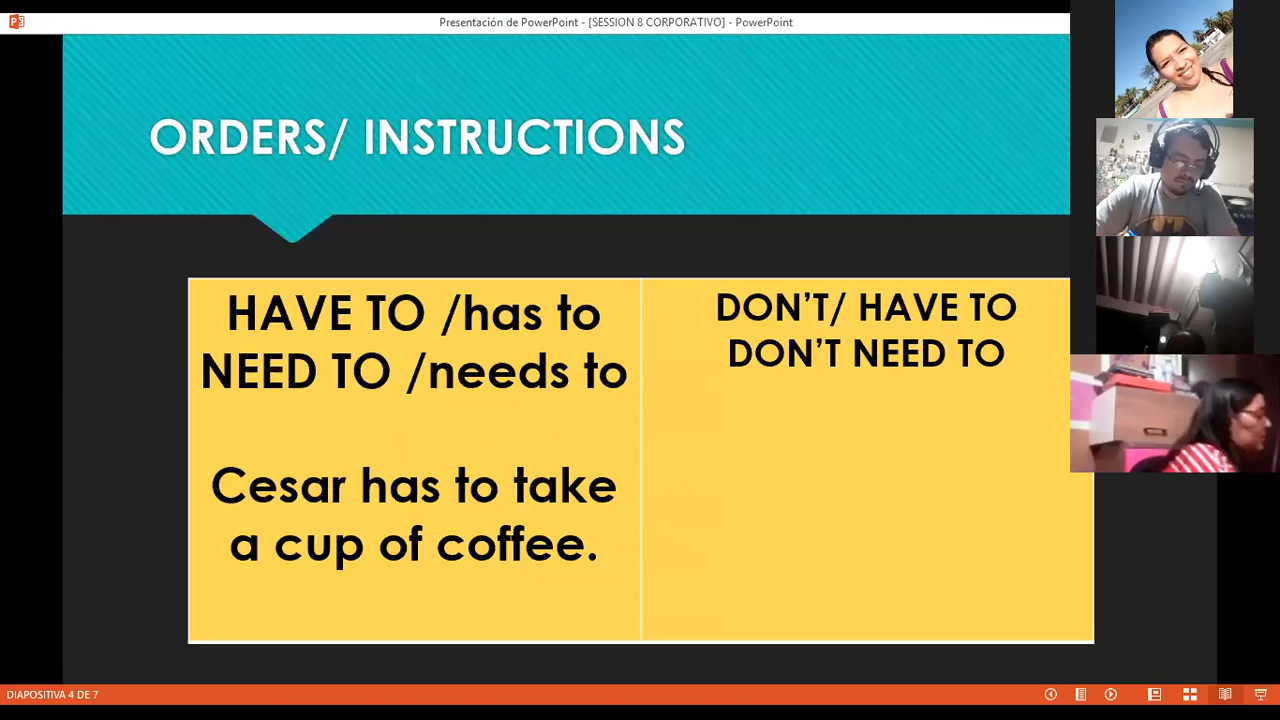 Presentación de PowerPoint - [SESSION 8 CORPORATIVO] - PowerPoint
ORDERS/ INSTRUCTIONS
HAVE TO /has to
NEED TO /needs to
Cesar has to take
a cup of coffee.
DON'T/ HAVE TO
DON'T NEED TO
DIAPOSITIVA 4 DE 7